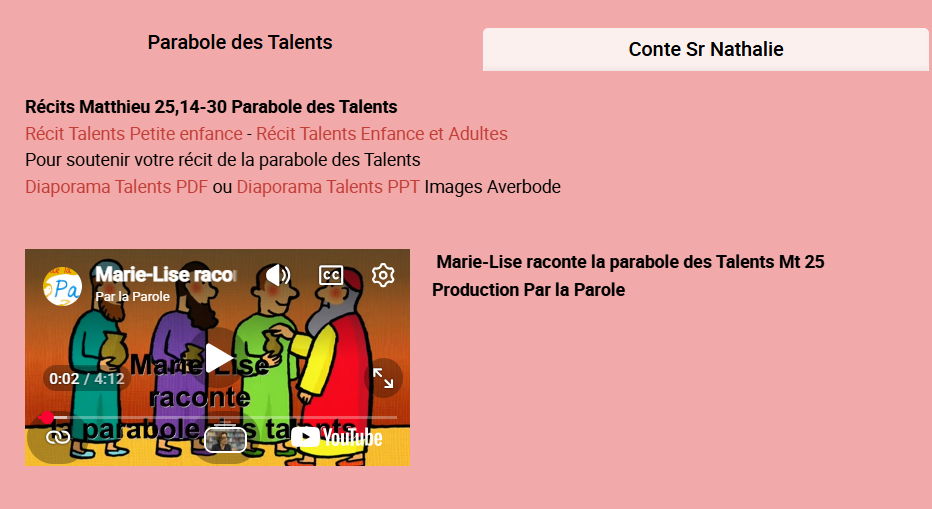 Parabole des Talents
Conte Sr Nathalie
Récits Matthieu 25,14-30 Parabole des Talents
Récit Talents Petite enfance - Récit Talents Enfance et Adultes
Pour soutenir votre récit de la parabole des Talents
Diaporama Talents PDF ou Diaporama Talents PPT Images Averbode
Marie-Lise racon
Par la Parole
Pa
CC
Marie-Lise
raconte
la parabole des talents
0:02 / 4:12
YouTube
Marie-Lise raconte la parabole des Talents Mt 25
Production Par la Parole